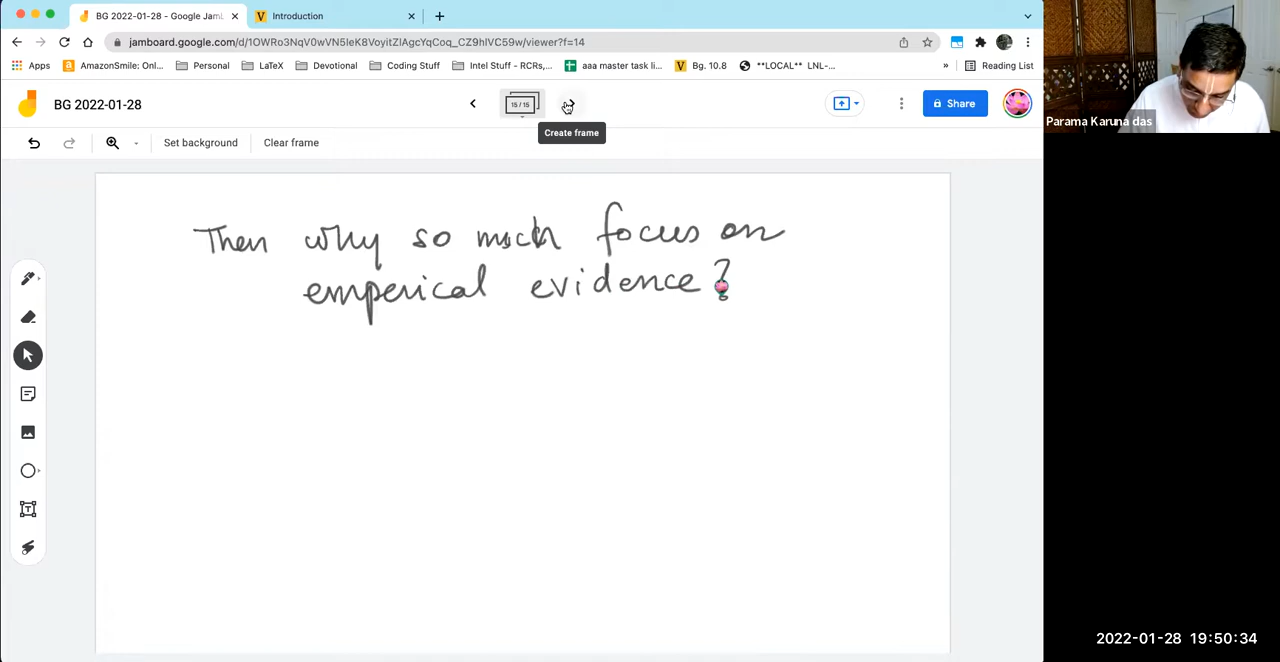 BG 2022-01-28 - Google Jam
Introduction
jamboard.google.com/d/1OWRo3NqV0wVN5leK8VoyitZlAgcYqCoq_CZ9hlVC59w/viewer?f=14
Apps AmazonSmile: Onl... Personal LaTeX Devotional Coding Stuff Intel Stuff - RCRS,... aaa master task li... Bg. 10.8 **LOCAL** LNL-... » Reading List
BG 2022-01-28
15 / 15
Share
Parama Karuna das
Create frame
Set background Clear frame
Then why so much focus on
emperical evidence?
2022-01-28 19:50:34